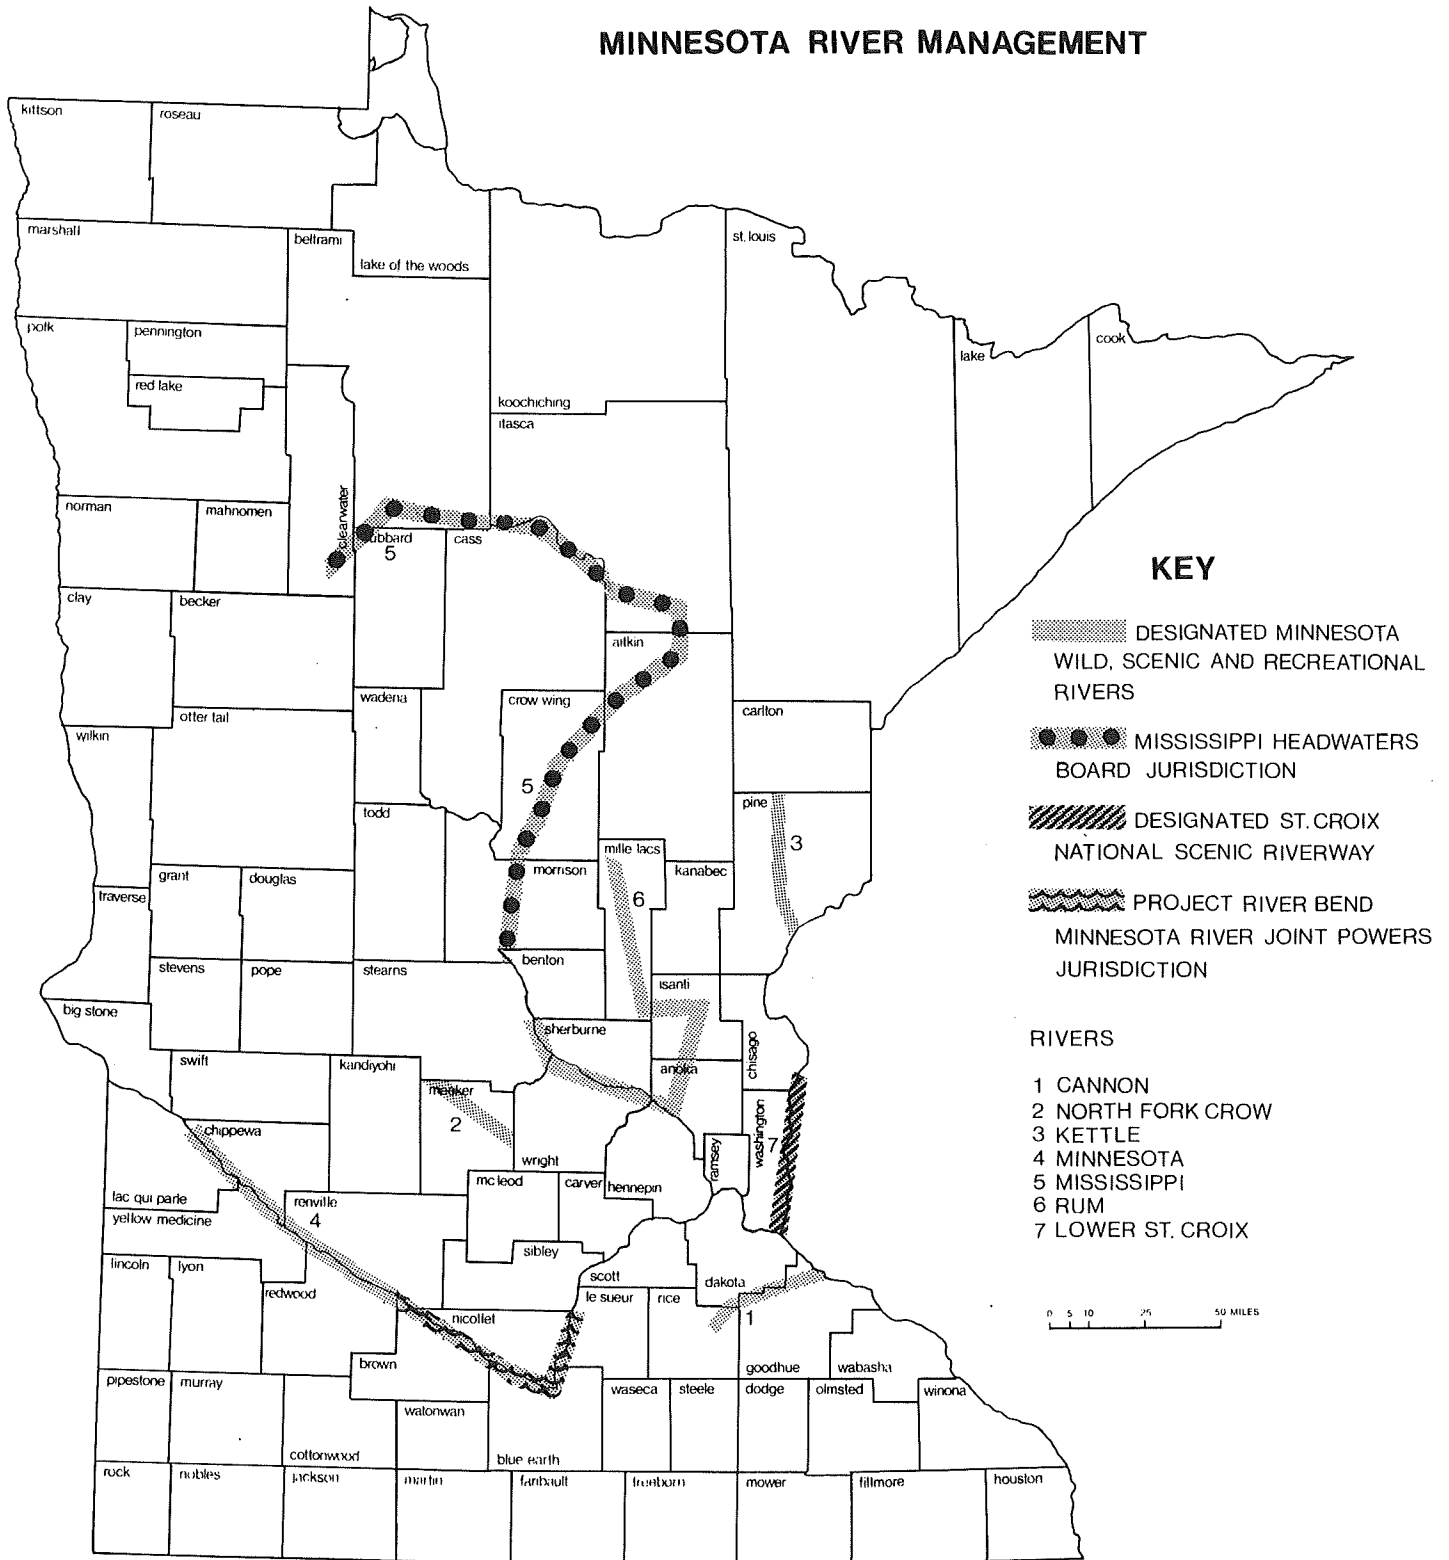 MINNESOTA RIVER MANAGEMENT
kittson
roseau
marshall
beltrami
lake of the woods
st. louis
polk
pennington
red lake
lake
cook
koochiching
itasca
norman
mahnomen
clearwater
ubbard
5
cass
clay
becker
aitkin
wadena
crow wing
carlton
otter tail
wilkin
5
todd
pine
3
mille lacs
morrison
kanabec
6
grant
douglas
traverse
stevens
pope
stearns
benton
isanti
big stone
sherburne
chisago
swift
kandiyohi
anoka
meeker
2
chippewa
washington
7
ramsey
wright
mc leod
carver
hennepin
lac qui parle
renville
4
yellow medicine
sibley
lincoln
lyon
scott
dakota
redwood
le sueur
rice
nicollet
1
brown
goodhue
wabasha
pipestone
murray
waseca
steele
dodge
olmsted
winona
watonwan
cottonwood
blue earth
rock
nobles
jackson
martin
faribault
freeborn
mower
fillmore
houston
KEY
DESIGNATED MINNESOTA
WILD, SCENIC AND RECREATIONAL
RIVERS
MISSISSIPPI HEADWATERS
BOARD JURISDICTION
DESIGNATED ST. CROIX
NATIONAL SCENIC RIVERWAY
PROJECT RIVER BEND
MINNESOTA RIVER JOINT POWERS
JURISDICTION
RIVERS
1 CANNON
2 NORTH FORK CROW
3 KETTLE
4 MINNESOTA
5 MISSISSIPPI
6 RUM
7 LOWER ST. CROIX
0 5 10 25 50 MILES